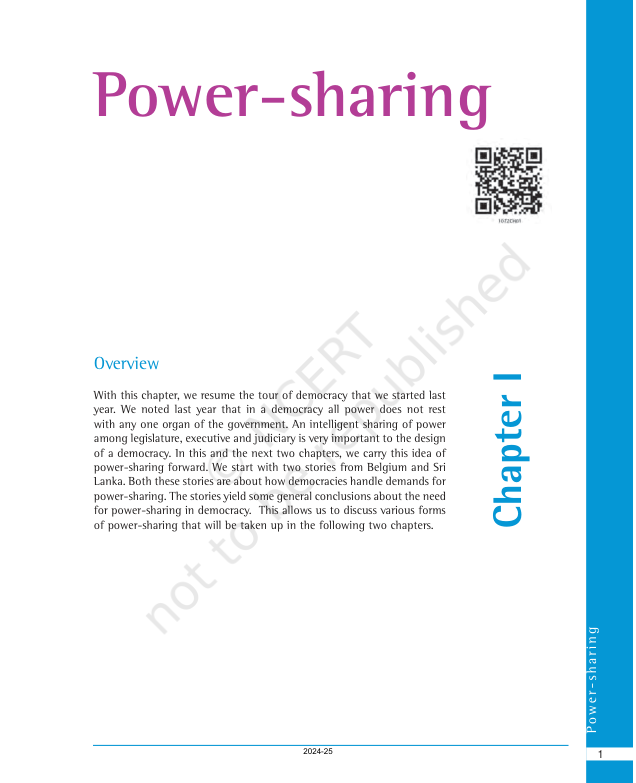 Power-sharing
Overview
With this chapter, we resume the tour of democracy that we started last
year. We noted last year that in a democracy all power does not rest
with any one organ of the government. An intelligent sharing of power
among legislature, executive and judiciary is very important to the design
of a democracy. In this and the next two chapters, we carry this idea of
power-sharing forward. We start with two stories from Belgium and Sri
Lanka. Both these stories are about how democracies handle demands for
power-sharing. The stories yield some general conclusions about the need
for power-sharing in democracy. This allows us to discuss various forms
of power-sharing that will be taken up in the following two chapters.
Chapter I
© NCERT
not to be republished
Power-sharing
2024-25
1